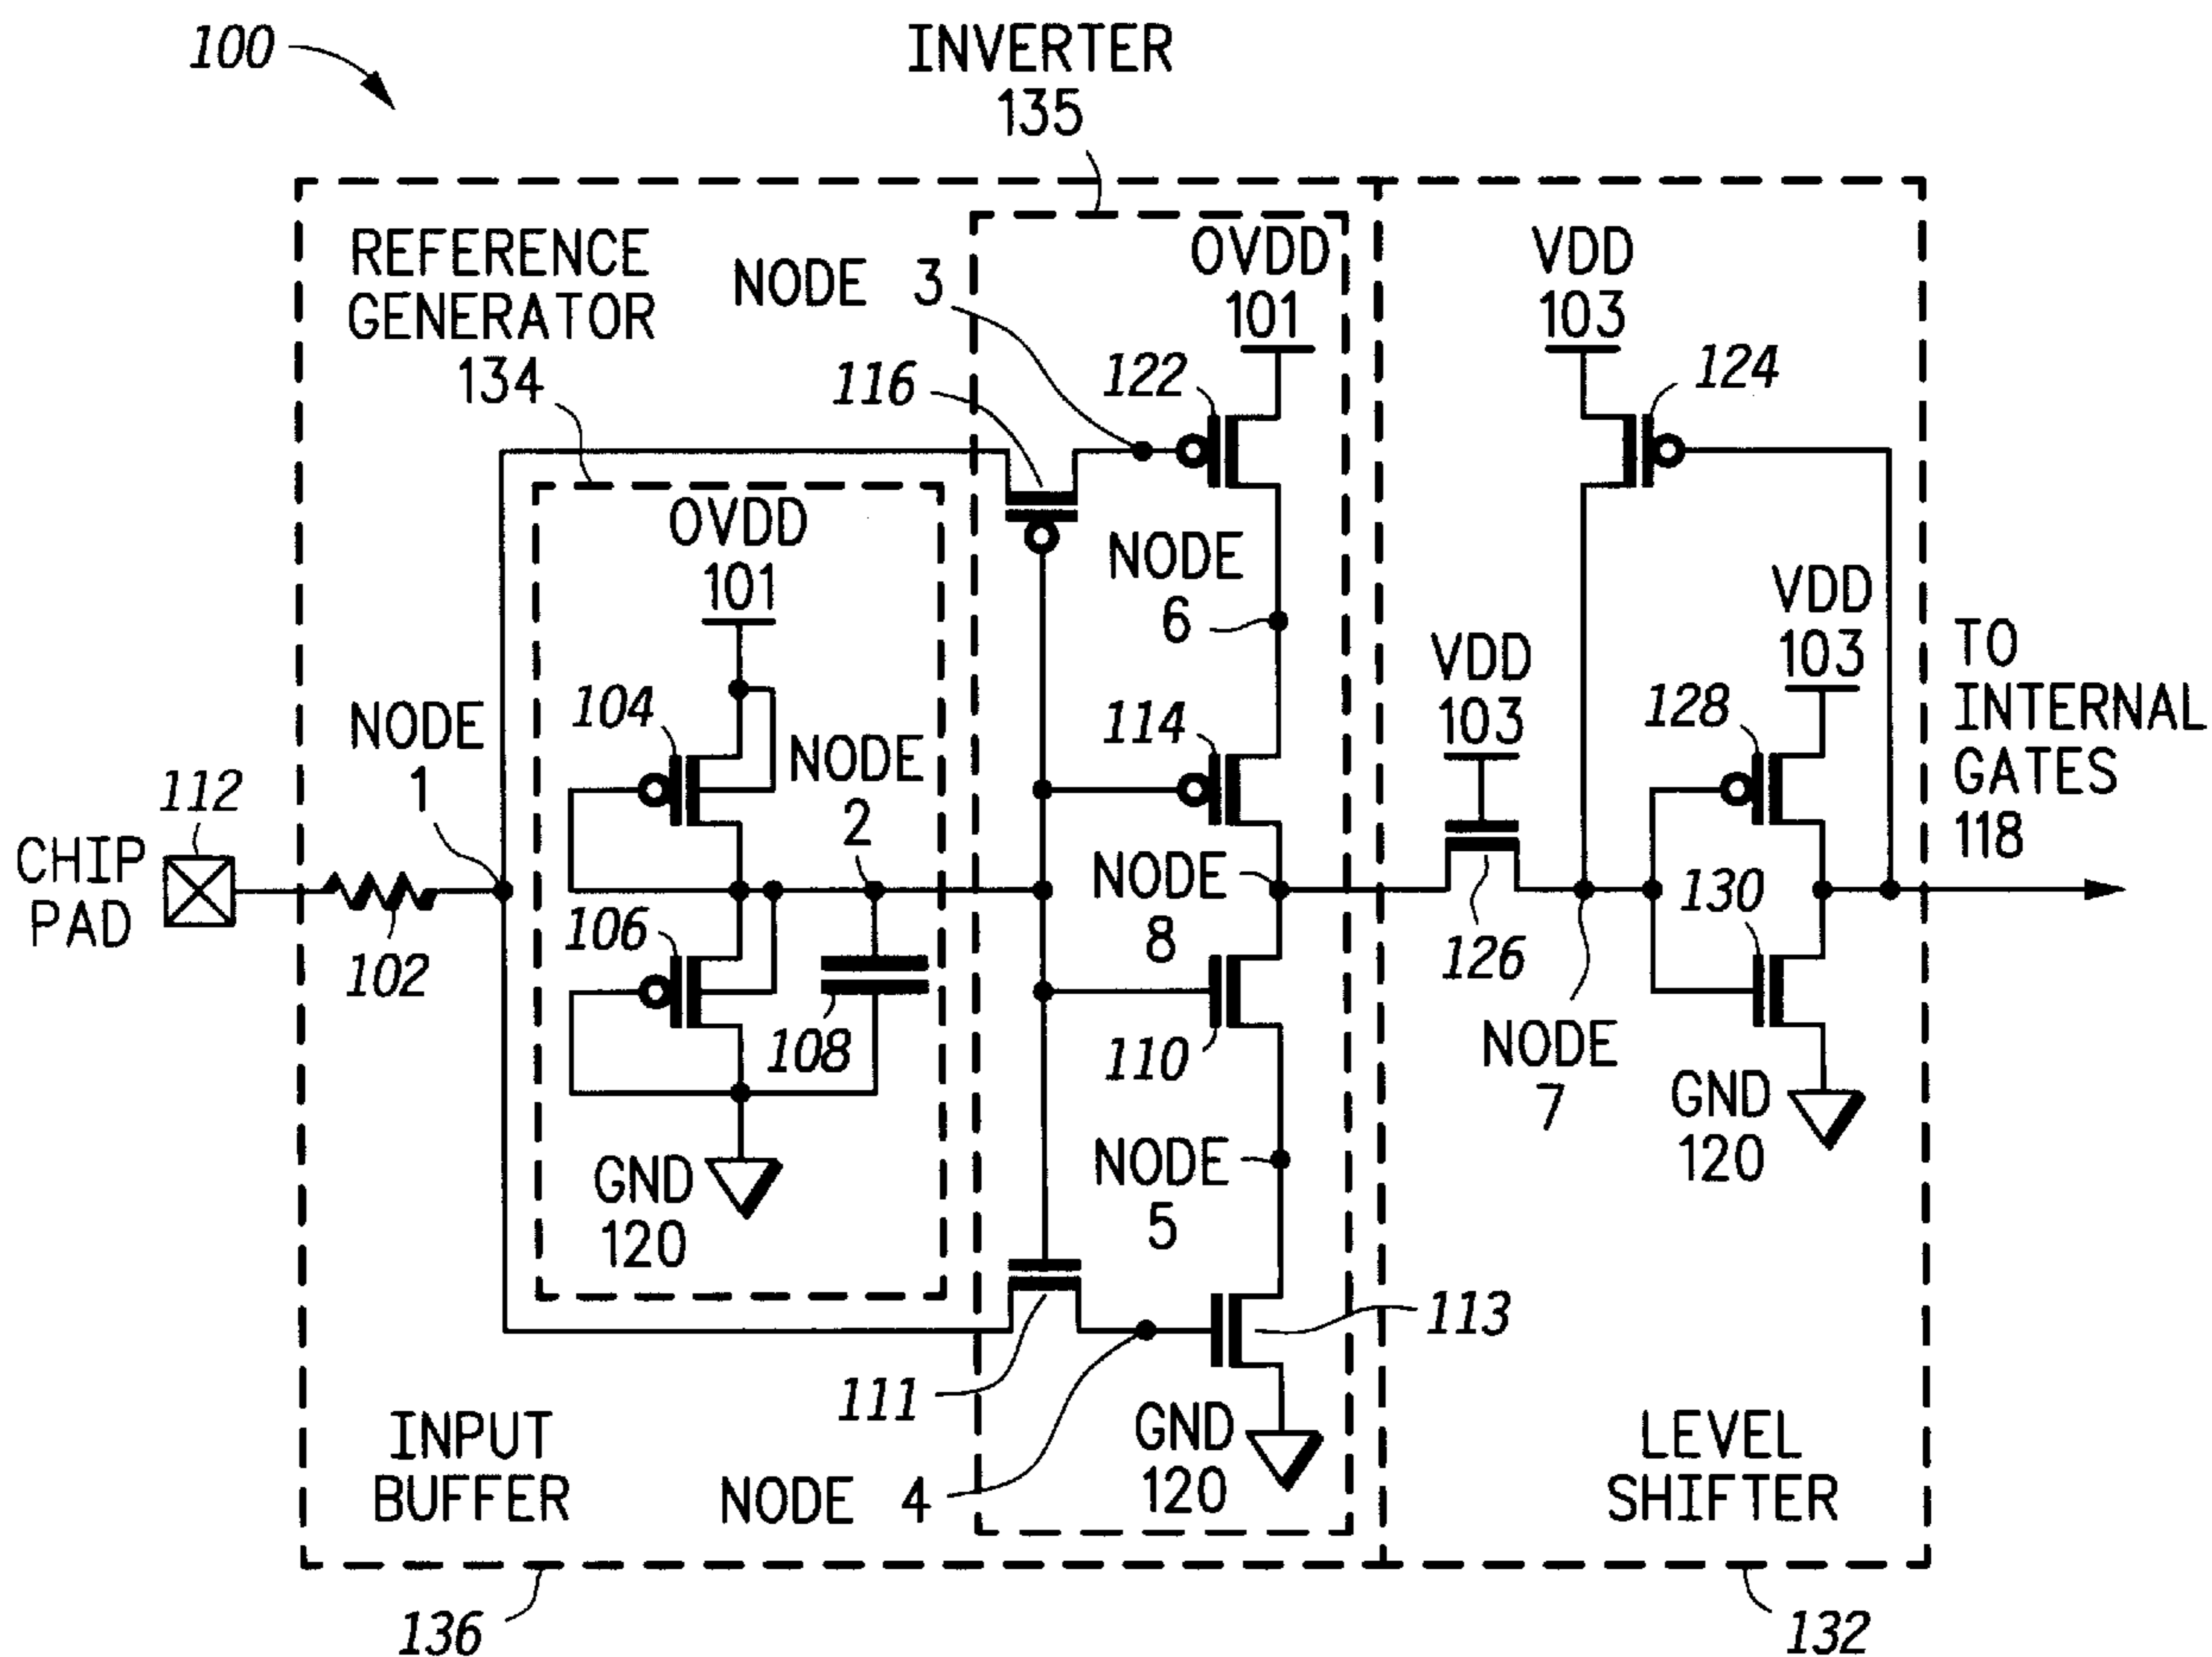 100
INVERTER
135
REFERENCE
GENERATOR
134
NODE 3
OVDD
101
VDD
103
116
122
124
OVDD
101
NODE
6
VDD
103
VDD
103
TO
INTERNAL
GATES
118
NODE
1
104
NODE
2
114
128
112
CHIP
PAD
102
106
108
NODE
8
110
126
130
NODE
7
GND
120
GND
120
NODE
5
111
113
NODE 4
GND
120
INPUT
BUFFER
LEVEL
SHIFTER
136
132